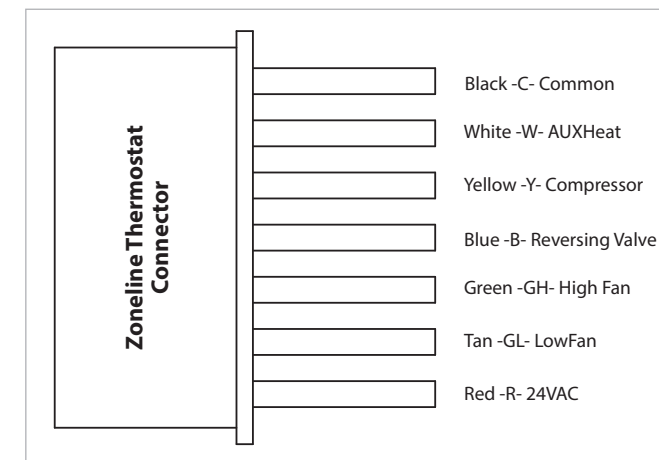 Zoneline Thermostat
Connector
Black -C- Common
White -W- AUXHeat
Yellow -Y- Compressor
Blue -B- Reversing Valve
Green -GH- High Fan
Tan -GL- LowFan
Red -R- 24VAC